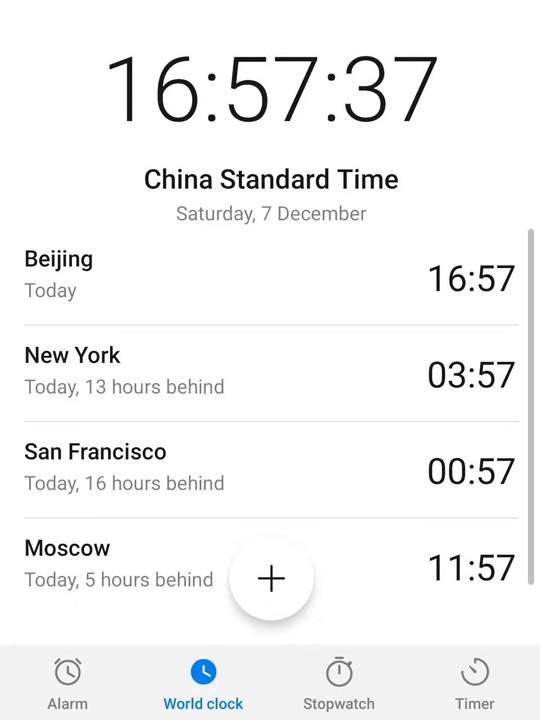 16:57:37
China Standard Time
Saturday, 7 December
Beijing
Today
16:57
New York
Today, 13 hours behind
03:57
San Francisco
Today, 16 hours behind
00:57
Moscow
Today, 5 hours behind
11:57
Alarm
World clock
Stopwatch
Timer